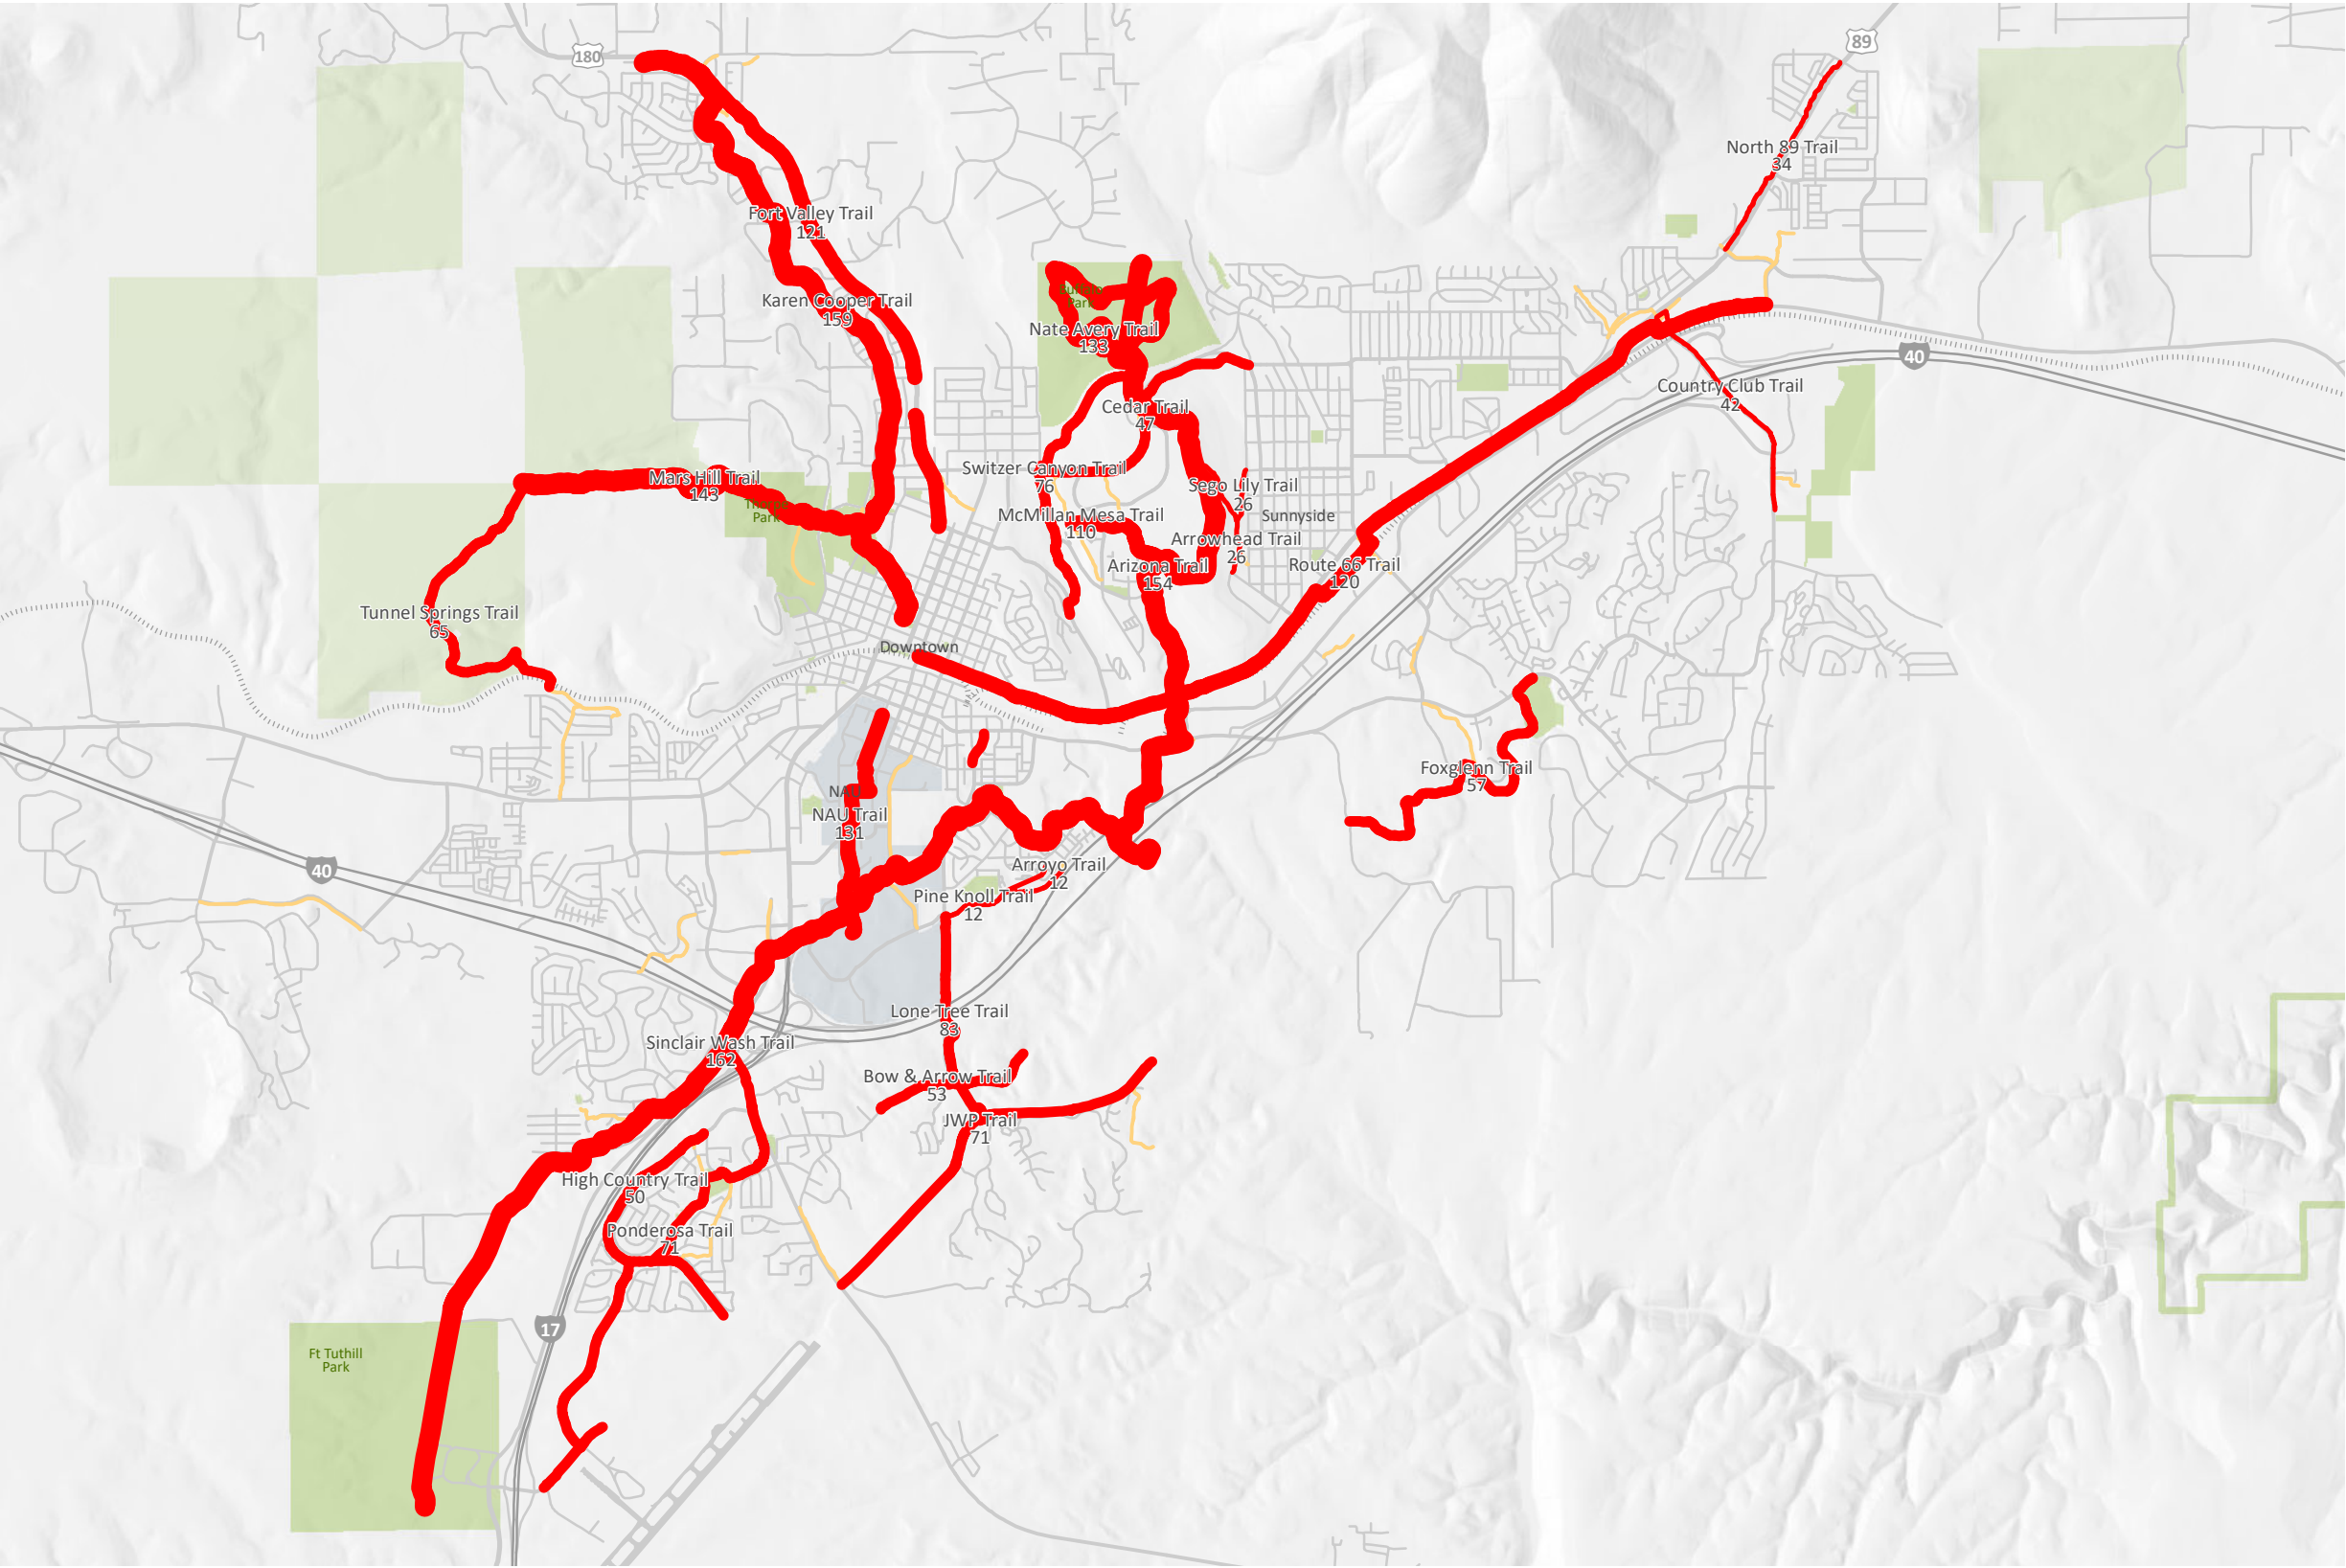 180
89
North 89 Trail
34
Fort Valley Trail
121
Karen Cooper Trail
159
Buffalo
Park
Nate Avery Trail
133
40
Country Club Trail
42
Cedar Trail
47
Switzer Canyon Trail
76
Mars Hill Trail
143
Thorpe
Park
Sego Lily Trail
26
McMillan Mesa Trail
110
Sunnyside
Arrowhead Trail
26
Arizona Trail
154
Route 66 Trail
120
Tunnel Springs Trail
65
Downtown
Foxglenn Trail
57
NAU
NAU Trail
131
40
Arroyo Trail
12
Pine Knoll Trail
12
Lone Tree Trail
83
Sinclair Wash Trail
162
Bow & Arrow Trail
53
JWP Trail
71
High Country Trail
50
Ponderosa Trail
71
17
Ft Tuthill
Park